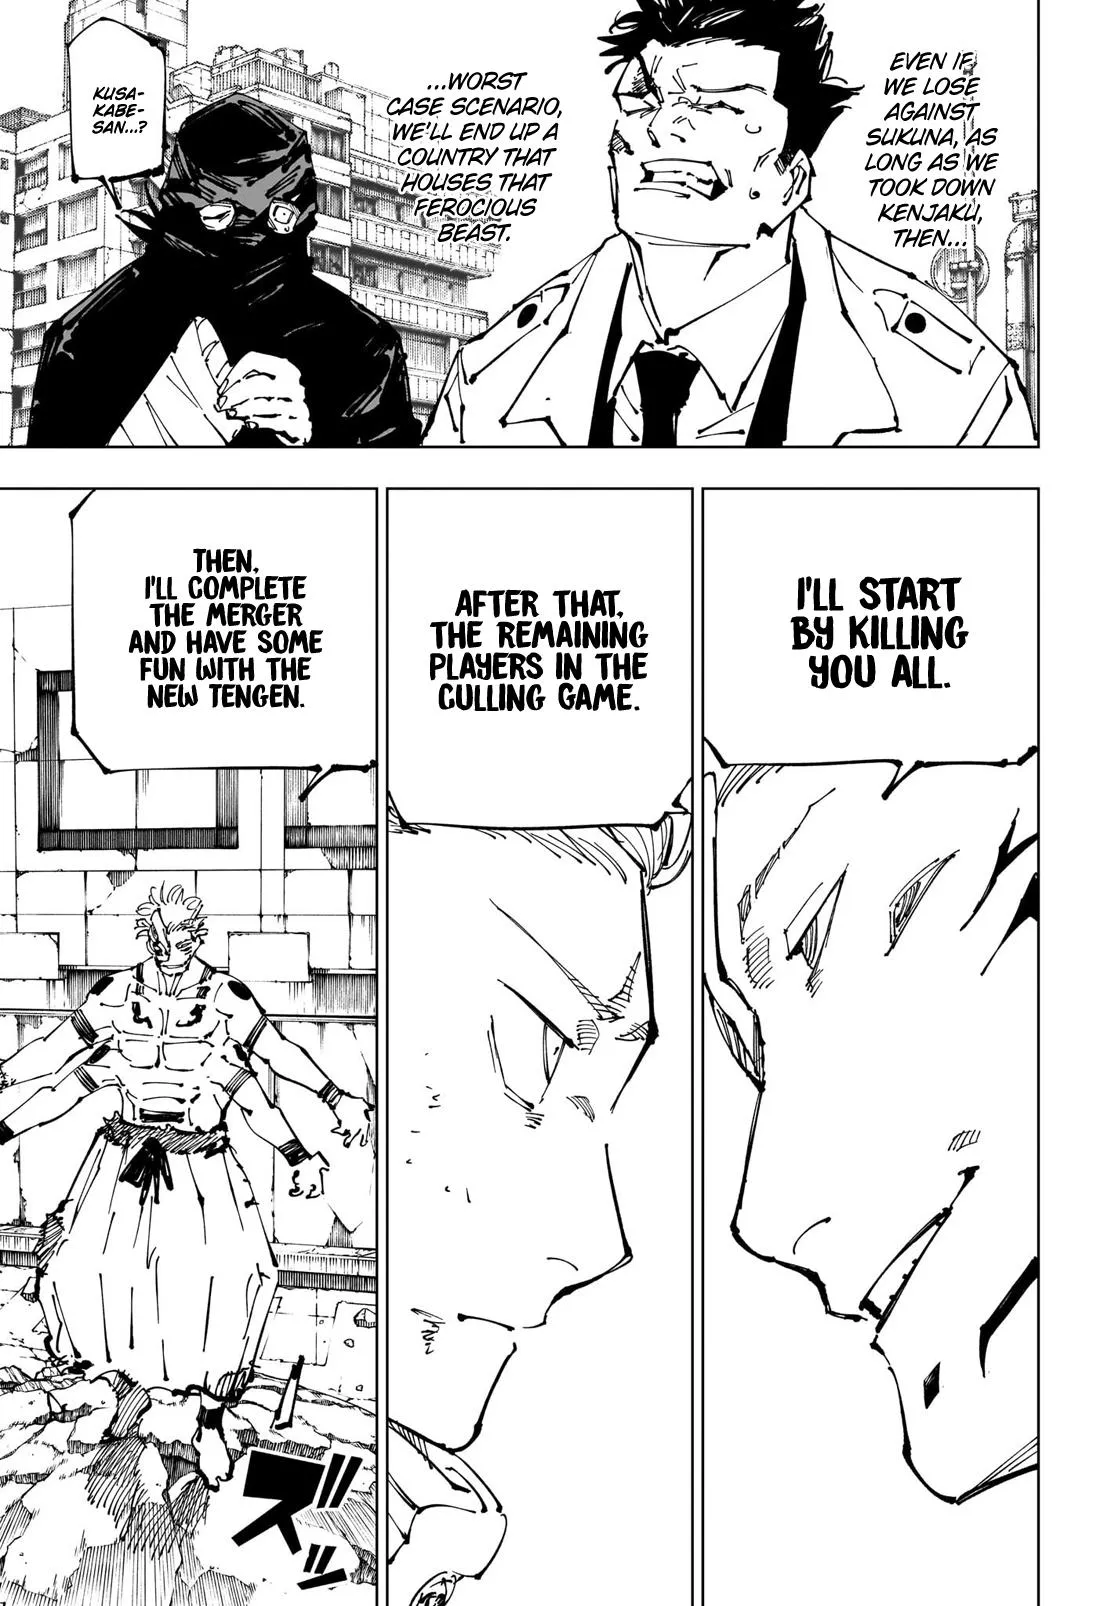 EVEN IF
WE LOSE
AGAINST
SUKUNA, AS
LONG AS WE
TOOK DOWN
KENJAKU,
THEN...
...WORST
CASE SCENARIO,
WE'LL END UP A
COUNTRY THAT
HOUSES THAT
FEROCIOUS
BEAST.
KUSA-
KABE-
SAN...?
I'LL START
BY KILLING
YOU ALL.
AFTER THAT,
THE REMAINING
PLAYERS IN THE
CULLING GAME.
THEN,
I'LL COMPLETE
THE MERGER
AND HAVE SOME
FUN WITH THE
NEW TENGEN.
ズズッ